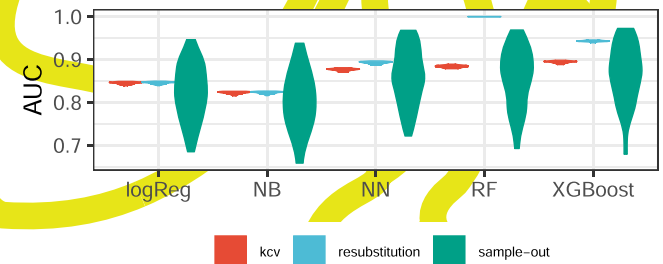 1.0
0.9
0.8
0.7
AUC
logReg NB NN RF XGBoost
kcv resubstitution sample-out